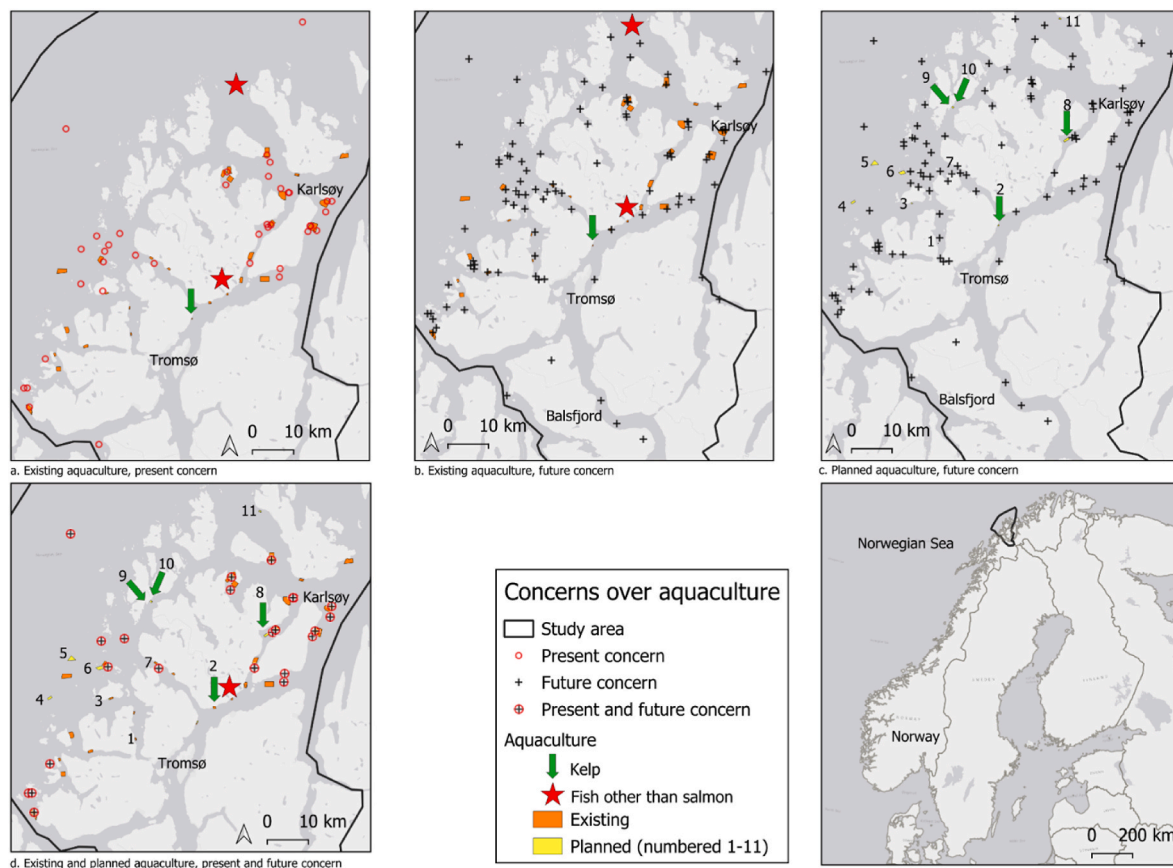 Karlsøy
Tromsø
0 10 km
a. Existing aquaculture, present concern
Karlsøy
Tromsø
Balsfjord
0 10 km
b. Existing aquaculture, future concern
11
10
9
8
Karlsøy
5
7
6
2
4
3
1
Tromsø
Balsfjord
0 10 km
c. Planned aquaculture, future concern
11
10
9
8
Karlsøy
5
6
7
2
4
3
1
Tromsø
0 10 km
d. Existing and planned aquaculture, present and future concern
Concerns over aquaculture
Study area
Present concern
Future concern
Present and future concern
Aquaculture
Kelp
Fish other than salmon
Existing
Planned (numbered 1-11)
Norwegian Sea
Norway
0 200 km